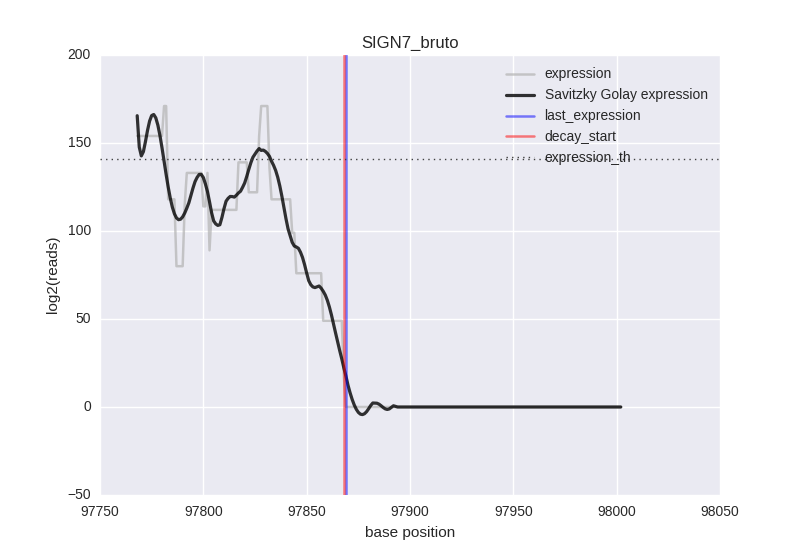 SIGN7_bruto
200
150
100
50
0
−50
log2(reads)
expression
Savitzky Golay expression
last_expression
decay_start
expression_th
97750 97800 97850 97900 97950 98000 98050
base position